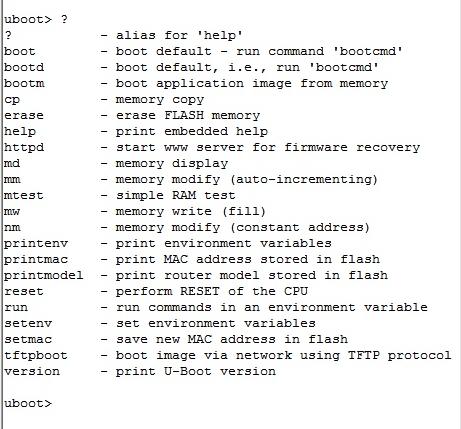 uboot> ?
?          - alias for 'help'
boot       - boot default - run command 'bootcmd'
bootd      - boot default, i.e., run 'bootcmd'
bootm      - boot application image from memory
cp         - memory copy
erase      - erase FLASH memory
help       - print embedded help
httpd      - start www server for firmware recovery
md         - memory display
mm         - memory modify (auto-incrementing)
mtest      - simple RAM test
mw         - memory write (fill)
nm         - memory modify (constant address)
printenv   - print environment variables
printmac   - print MAC address stored in flash
printmodel - print router model stored in flash
reset      - perform RESET of the CPU
run        - run commands in an environment variable
setenv     - set environment variables
setmac     - save new MAC address in flash
tftpboot   - boot image via network using TFTP protocol
version    - print U-Boot version
uboot>